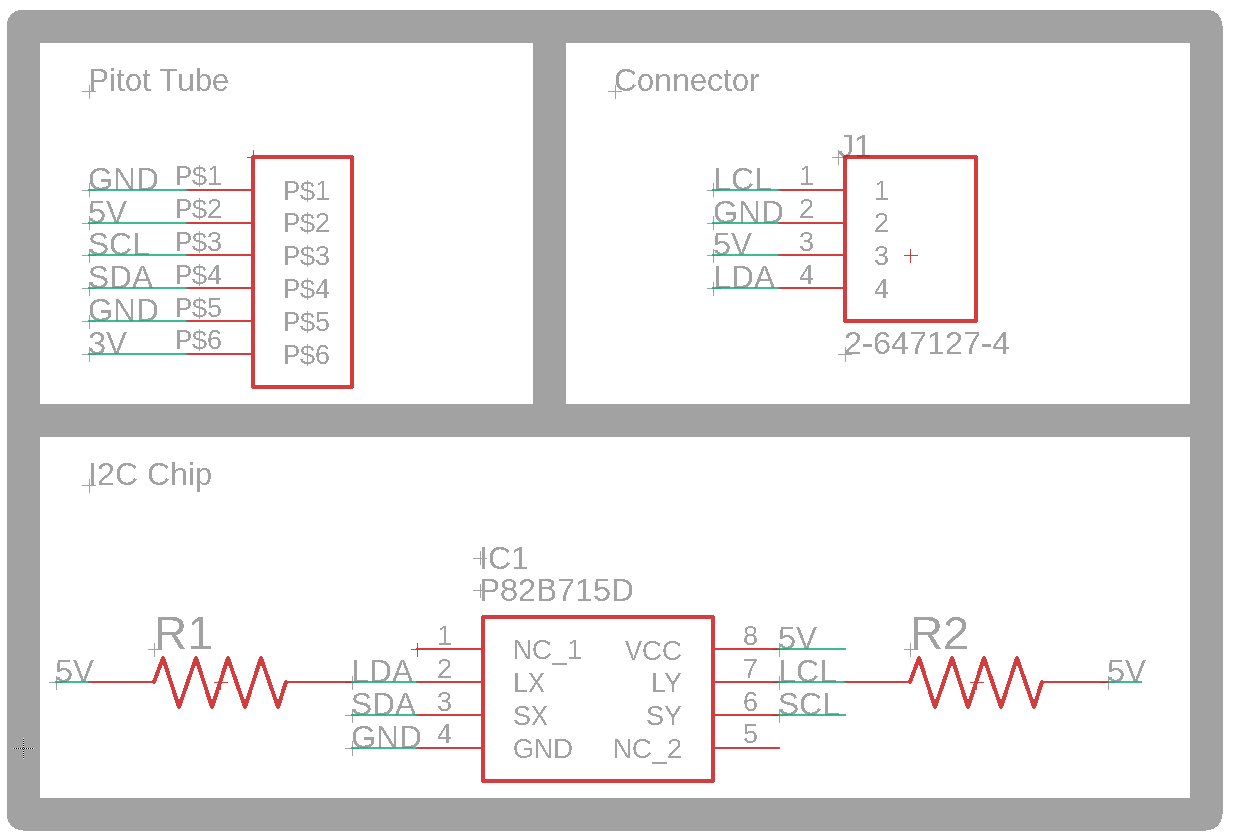 Pitot Tube
GND P$1 P$1
5V P$2 P$2
SCL P$3 P$3
SDA P$4 P$4
GND P$5 P$5
3V P$6 P$6
Connector
J1
LCL 1 1
GND 2 2
5V 3 3
LDA 4 4
2-647127-4
I2C Chip
IC1
P82B715D
R1
R2
1 NC_1 VCC 8 5V
5V LDA 2 LX LY 7 LCL 5V
SDA 3 SX SY 6 SCL
GND 4 GND NC_2 5